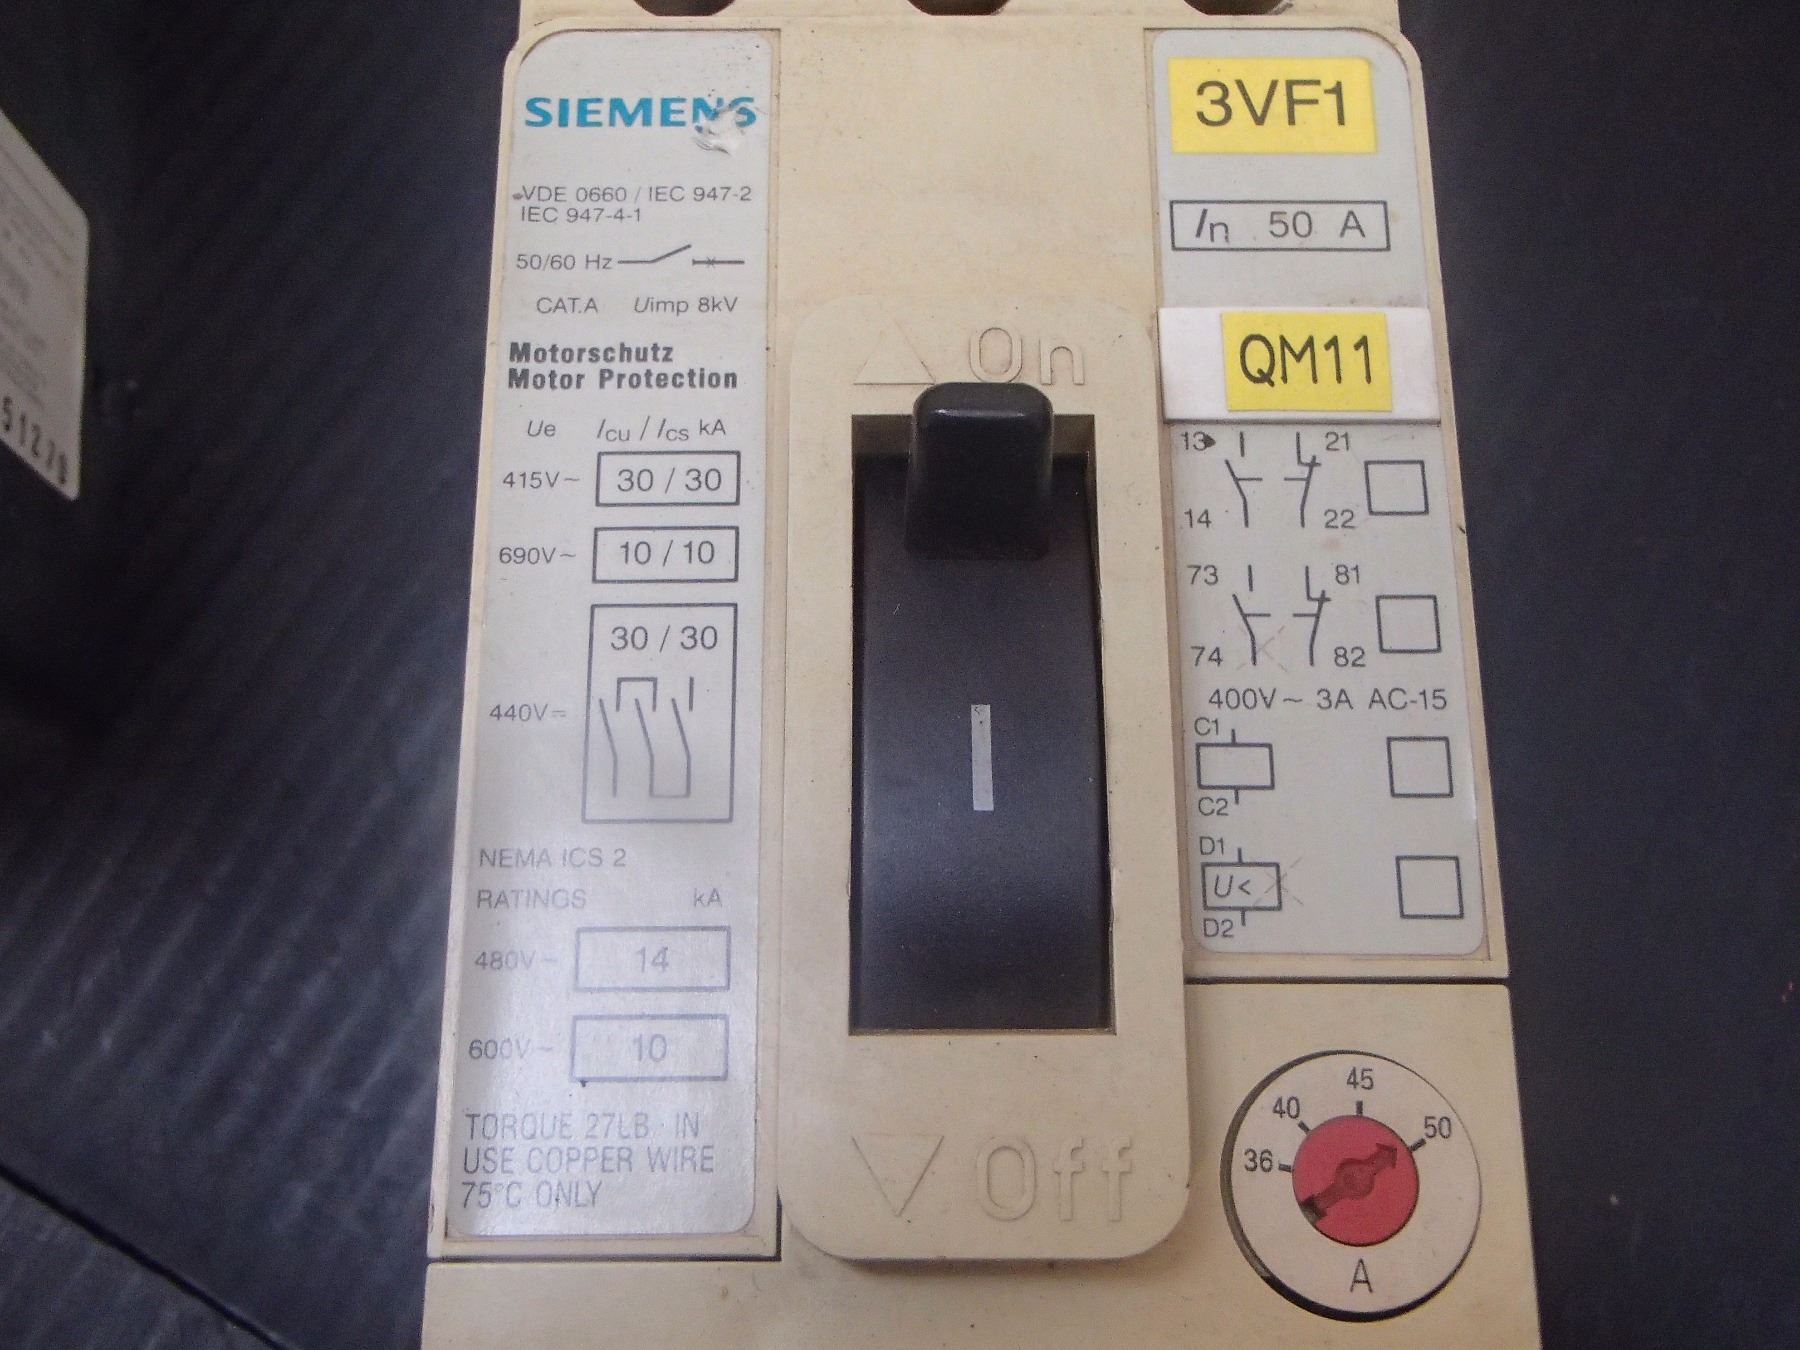 SIEMENS
VDE 0660 / IEC 947-2
IEC 947-4-1
50/60 Hz
CAT.A Uimp 8kV
Motorschutz
Motor Protection
Ue Icu / Ics kA
415V~ 30 / 30
690V~ 10 / 10
30 / 30
440V=
NEMA ICS 2
RATINGS kA
480V~ 14
600V~ 10
TORQUE 27LB. IN
USE COPPER WIRE
75°C ONLY
On
Off
3VF1
In 50 A
QM11
13 21
14 22
73 81
74 82
400V~ 3A AC-15
C1
C2
D1
U<
D2
36 40 45 50
A